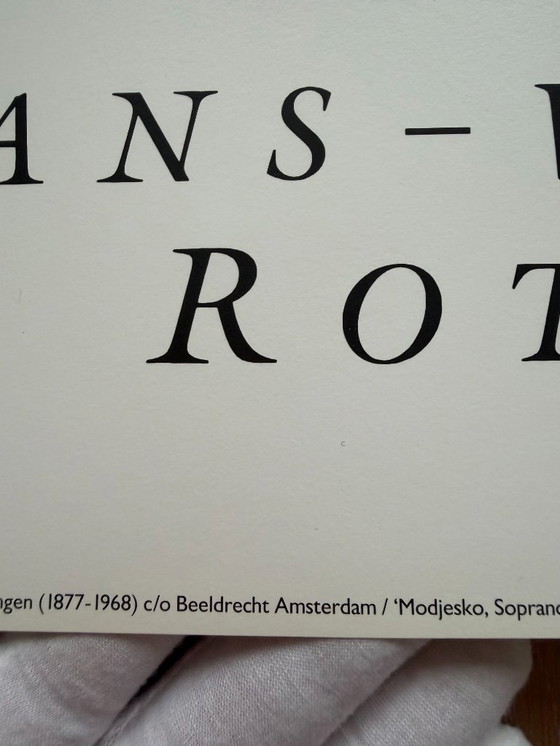 ANS-
ROT
ngen (1877-1968) c/o Beeldrecht Amsterdam / ‘Modjesko, Soprano